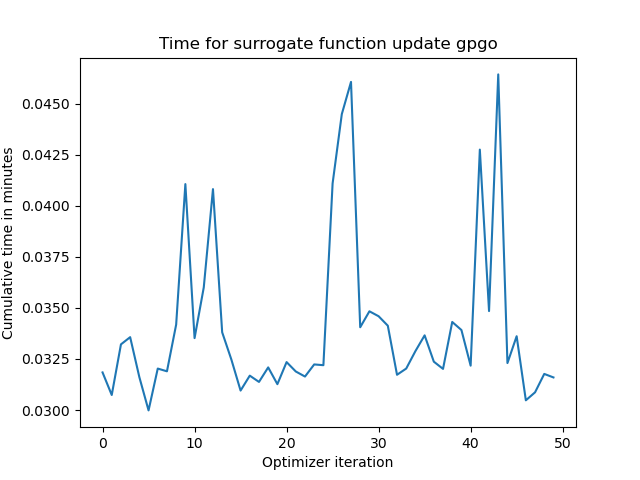 Time for surrogate function update gpgo
Cumulative time in minutes
0.0450
0.0425
0.0400
0.0375
0.0350
0.0325
0.0300
0 10 20 30 40 50
Optimizer iteration